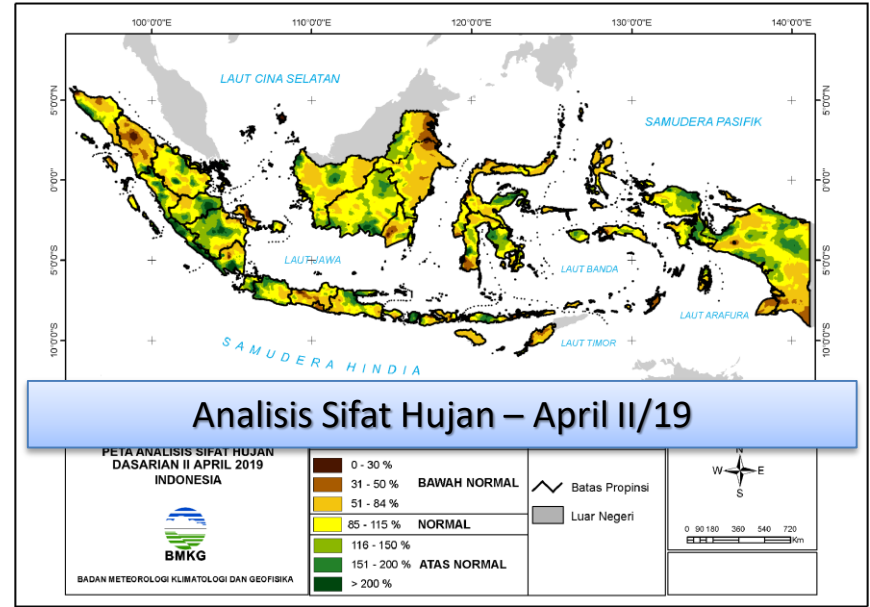 100°0'0"E 110°0'0"E 120°0'0"E 130°0'0"E 140°0'0"E
5°0'0"N 5°0'0"N
LAUT CINA SELATAN
SAMUDERA PASIFIK
0°0'0" 0°0'0"
5°0'0"S 5°0'0"S
LAUT JAWA
LAUT BANDA
LAUT ARAFURA
10°0'0"S 10°0'0"S
LAUT TIMOR
SAMUDERA HINDIA
Analisis Sifat Hujan – April II/19
PETA ANALISIS SIFAT HUJAN
DASARIAN II APRIL 2019
INDONESIA
BMKG
BADAN METEOROLOGI KLIMATOLOGI DAN GEOFISIKA
0 - 30 %
31 - 50 % BAWAH NORMAL
51 - 84 %
85 - 115 % NORMAL
116 - 150 %
151 - 200 % ATAS NORMAL
> 200 %
Batas Propinsi
Luar Negeri
N
W E
S
0 90 180 360 540 720
Km